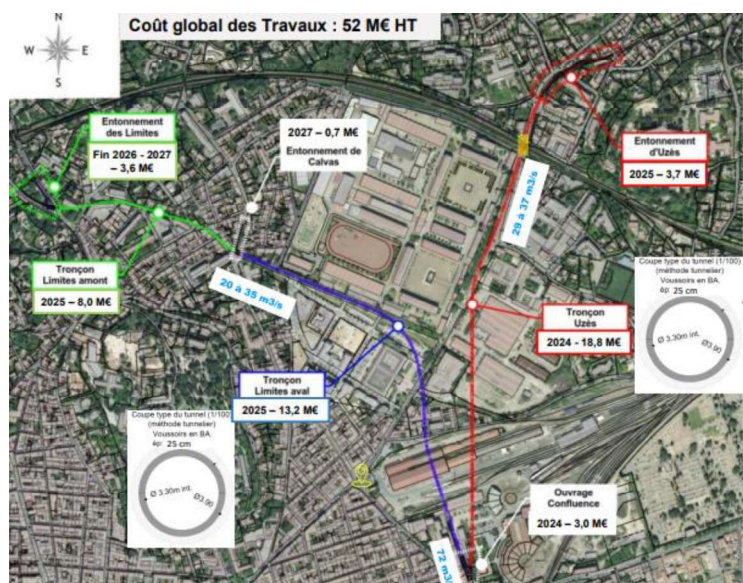 N
W
E
S
Coût global des Travaux : 52 M€ HT
Entonnement
des Limites
Fin 2026 - 2027
– 3,6 M€
2027 – 0,7 M€
Entonnement de
Calvas
Entonnement
d'Uzès
2025 – 3,7 M€
29 à 37 m3/s
20 à 35 m3/s
Tronçon
Limites amont
2025 – 8,0 M€
Coupe type du tunnel (1/100)
(méthode tunnelier)
Voussoirs en BA.
ép: 25 cm
Ø 3.30m int.
Ø3.90
Tronçon
Uzès
2024 - 18,8 M€
Tronçon
Limites aval
2025 – 13,2 M€
Coupe type du tunnel (1/100)
(méthode tunnelier)
Voussoirs en BA.
ép: 25 cm
Ø 3.30m int.
Ø3.90
Ouvrage
Confluence
2024 – 3,0 M€
72 m3/s